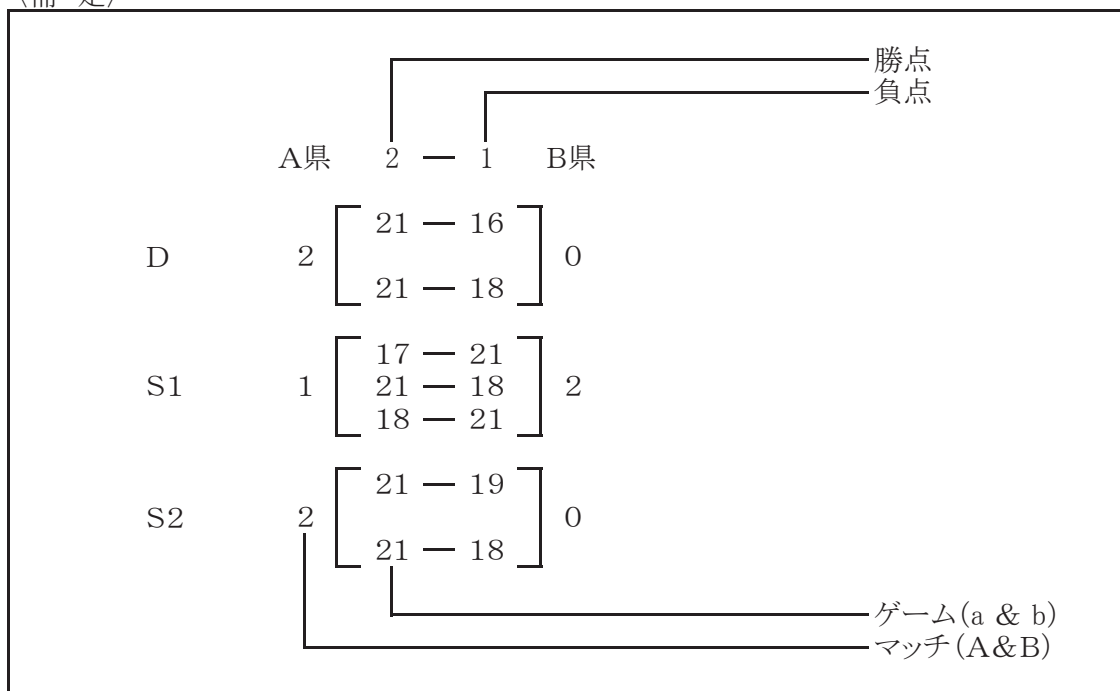 勝点
負点
A県 2 ― 1 B県
21 ― 16
D 2 0
21 ― 18
17 ― 21
S1 1 21 ― 18 2
18 ― 21
21 ― 19
S2 2 0
21 ― 18
ゲーム(a & b)
マッチ(A&B)